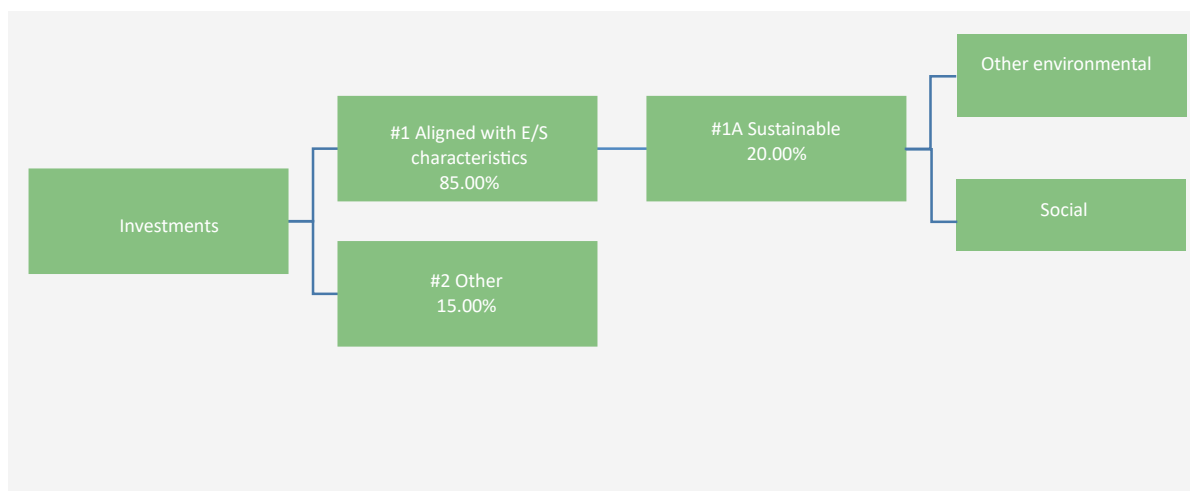 Investments
#1 Aligned with E/S
characteristics
85.00%
#2 Other
15.00%
#1A Sustainable
20.00%
Other environmental
Social